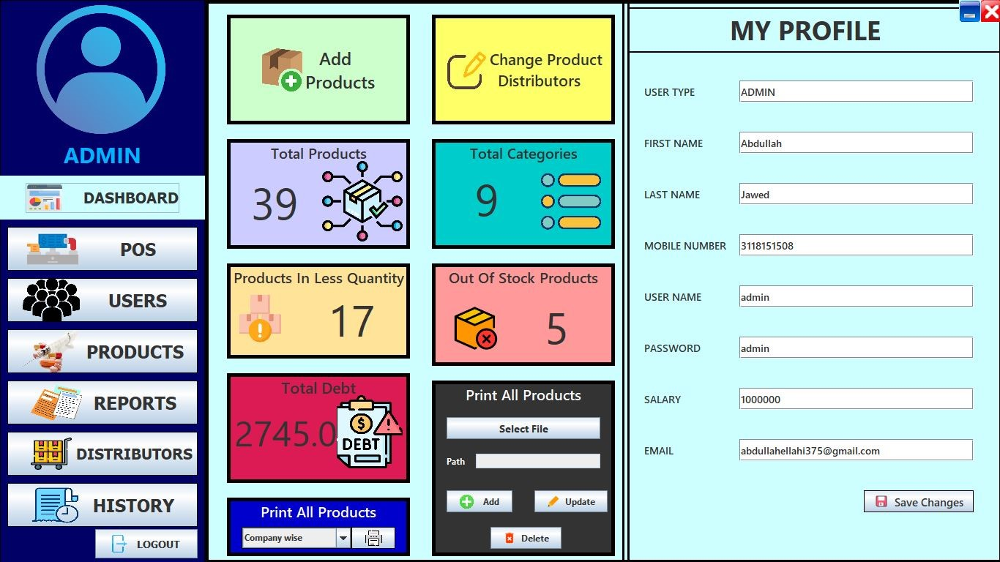 ADMIN
DASHBOARD
POS
USERS
PRODUCTS
REPORTS
DISTRIBUTORS
HISTORY
LOGOUT
Add
Products
Change Product
Distributors
Total Products
39
Total Categories
9
Products In Less Quantity
17
Out Of Stock Products
5
Total Debt
2745.0
$
DEBT
Print All Products
Company wise
Print All Products
Select File
Path
Add
Update
Delete
MY PROFILE
USER TYPE
ADMIN
FIRST NAME
Abdullah
LAST NAME
Jawed
MOBILE NUMBER
3118151508
USER NAME
admin
PASSWORD
admin
SALARY
1000000
EMAIL
abdullahellahi375@gmail.com
Save Changes